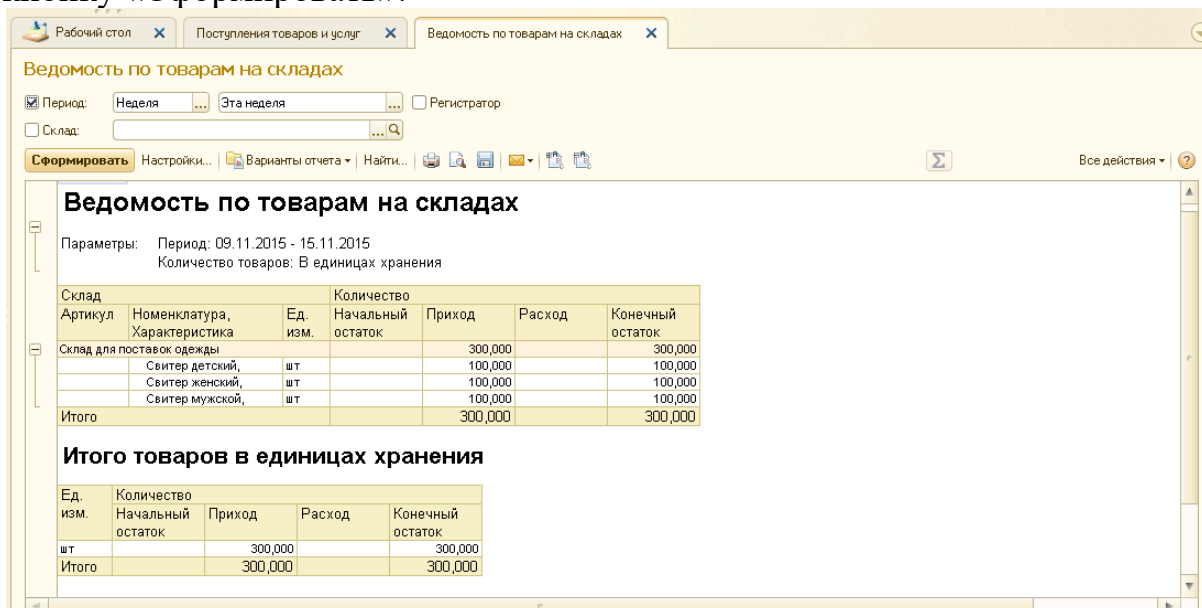 кнопку «Сформировать».
Рабочий стол Поступления товаров и услуг Ведомость по товарам на складах
Ведомость по товарам на складах
Период: Неделя ... Эта неделя ... Регистратор
Склад: ...
Сформировать Настройки... Варианты отчета Найти... Σ Все действия ?
Ведомость по товарам на складах
Параметры: Период: 09.11.2015 - 15.11.2015
Количество товаров: В единицах хранения
Склад Количество
Артикул Номенклатура, Ед. Начальный Приход Расход Конечный
Характеристика изм. остаток остаток
Склад для поставок одежды 300,000 300,000
Свитер детский, шт 100,000 100,000
Свитер женский, шт 100,000 100,000
Свитер мужской, шт 100,000 100,000
Итого 300,000 300,000
Итого товаров в единицах хранения
Ед. Количество
изм. Начальный Приход Расход Конечный
остаток остаток
шт 300,000 300,000
Итого 300,000 300,000